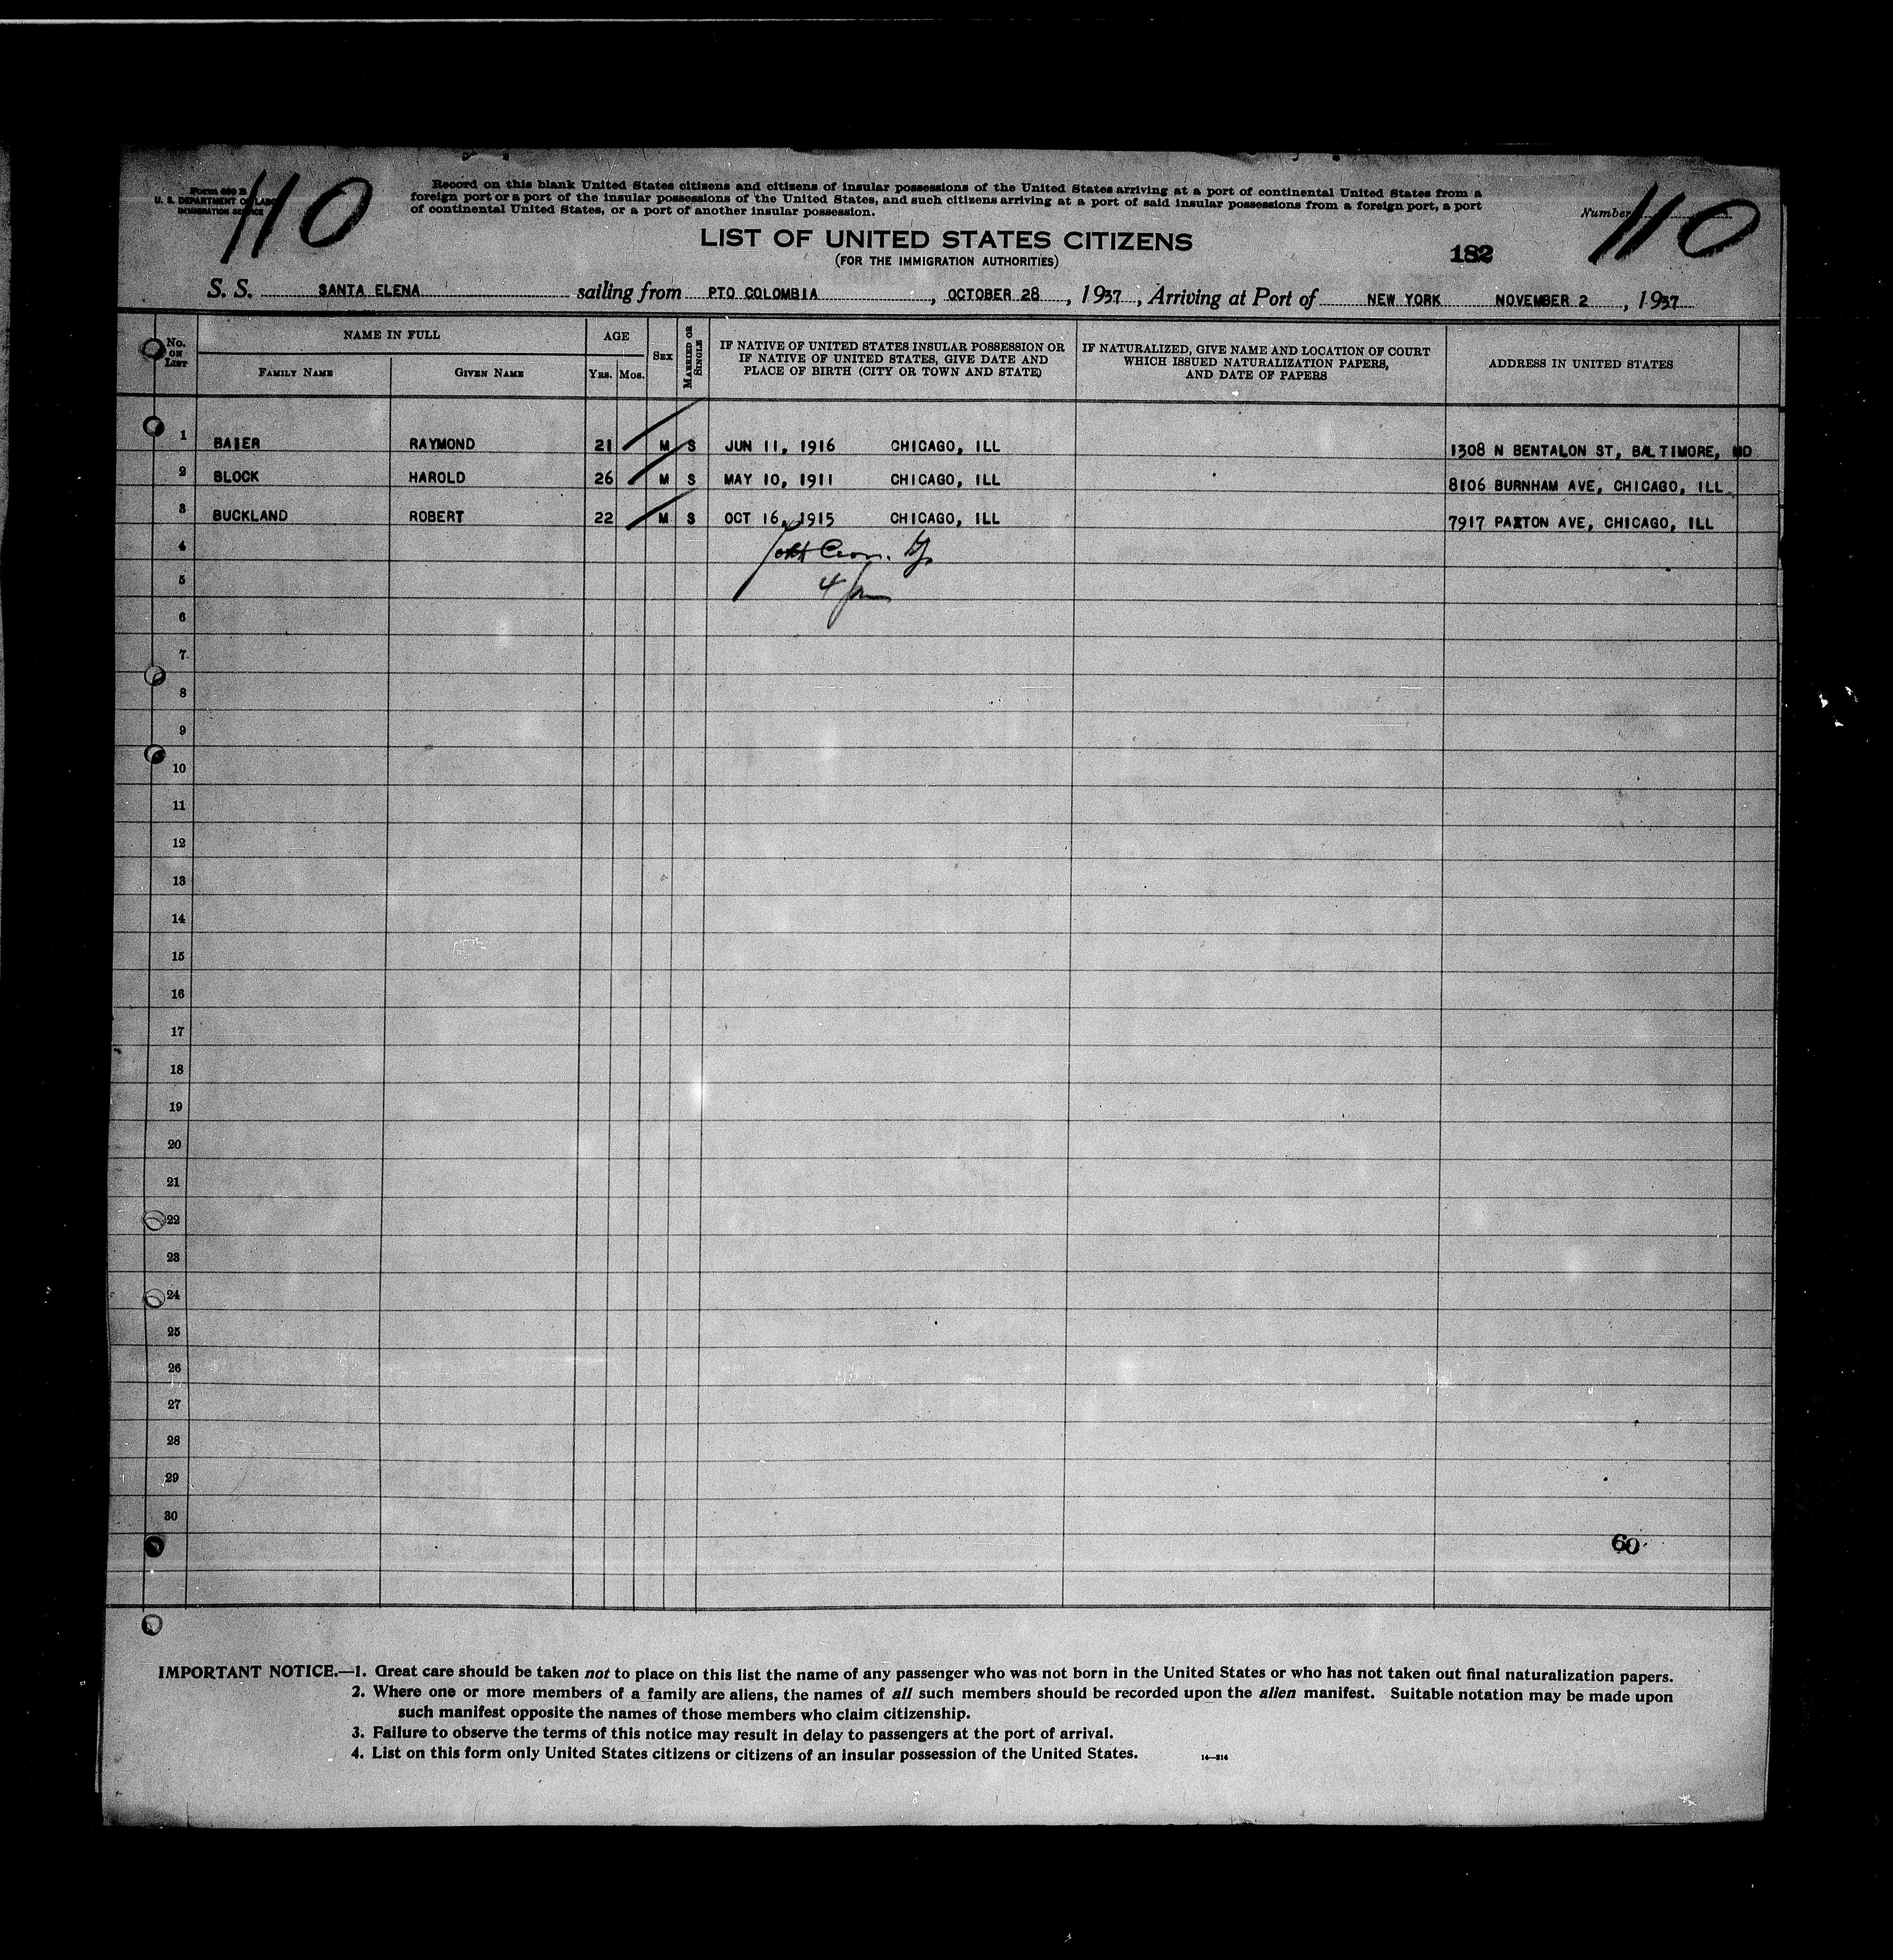 Form 630 B
U. S. DEPARTMENT OF LABOR
IMMIGRATION SERVICE
110
Record on this blank United States citizens and citizens of insular possessions of the United States arriving at a port of continental United States from a
foreign port or a port of the insular possessions of the United States, and such citizens arriving at a port of said insular possessions from a foreign port, a port
of continental United States, or a port of another insular possession.
Number 110
LIST OF UNITED STATES CITIZENS
(FOR THE IMMIGRATION AUTHORITIES)
182
S. S. SANTA ELENA sailing from PTO COLOMBIA, OCTOBER 28, 1937, Arriving at Port of NEW YORK NOVEMBER 2, 1937
No. ON LIST
NAME IN FULL
FAMILY NAME
GIVEN NAME
AGE
YRS. MOS.
SEX
MARRIED OR SINGLE
IF NATIVE OF UNITED STATES INSULAR POSSESSION OR
IF NATIVE OF UNITED STATES, GIVE DATE AND
PLACE OF BIRTH (CITY OR TOWN AND STATE)
IF NATURALIZED, GIVE NAME AND LOCATION OF COURT
WHICH ISSUED NATURALIZATION PAPERS,
AND DATE OF PAPERS
ADDRESS IN UNITED STATES
1 BAIER RAYMOND 21 M S JUN 11, 1916 CHICAGO, ILL 1308 N BENTALON ST, BALTIMORE, MD
2 BLOCK HAROLD 26 M S MAY 10, 1911 CHICAGO, ILL 8106 BURNHAM AVE, CHICAGO, ILL
3 BUCKLAND ROBERT 22 M S OCT 16, 1915 CHICAGO, ILL 7917 PAXTON AVE, CHICAGO, ILL
4
5
6
7
8
9
10
11
12
13
14
15
16
17
18
19
20
21
22
23
24
25
26
27
28
29
30
60
IMPORTANT NOTICE.—1. Great care should be taken not to place on this list the name of any passenger who was not born in the United States or who has not taken out final naturalization papers.
2. Where one or more members of a family are aliens, the names of all such members should be recorded upon the alien manifest. Suitable notation may be made upon
such manifest opposite the names of those members who claim citizenship.
3. Failure to observe the terms of this notice may result in delay to passengers at the port of arrival.
4. List on this form only United States citizens or citizens of an insular possession of the United States.
14—814